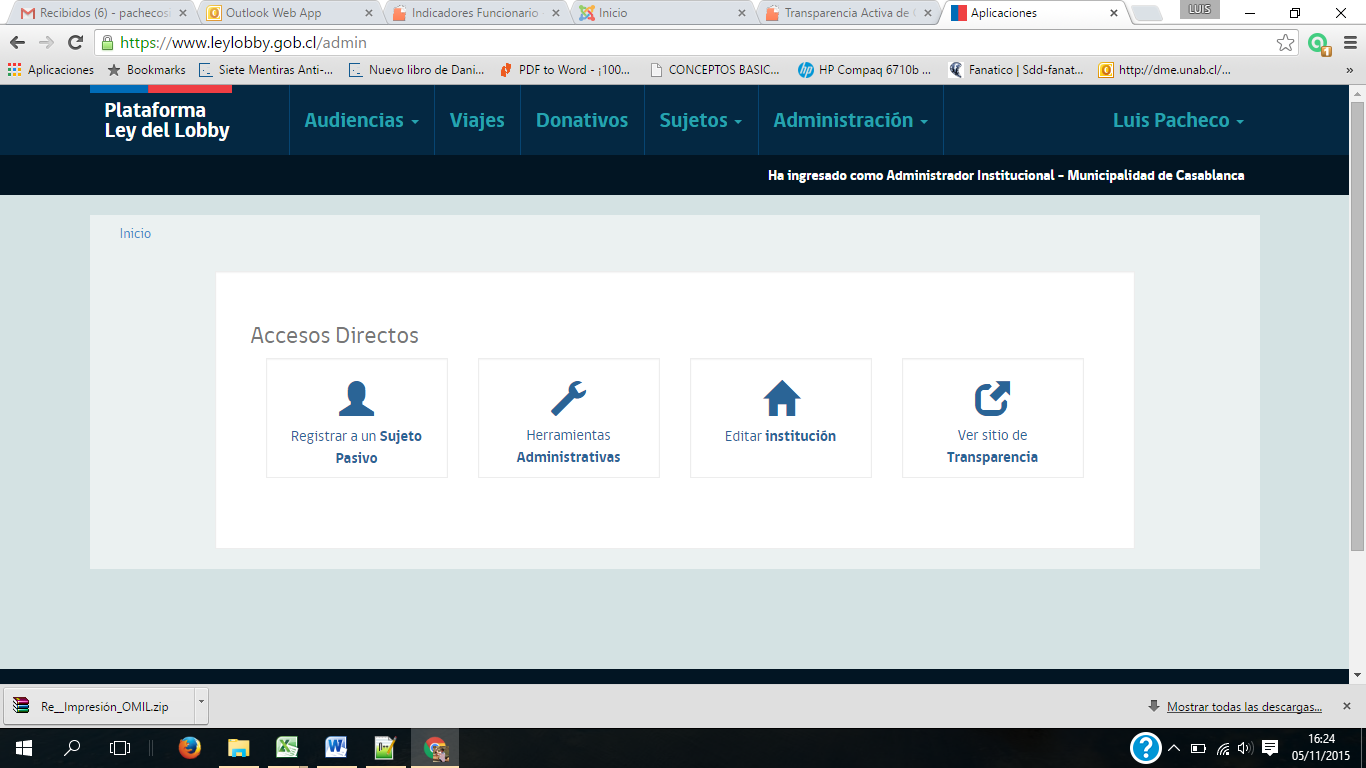 Recibidos (6) - pachecos
Outlook Web App
Indicadores Funcionario
Inicio
Transparencia Activa de
Aplicaciones
LUIS
https://www.leylobby.gob.cl/admin
1
Aplicaciones
Bookmarks
Siete Mentiras Anti-...
Nuevo libro de Dani...
PDF to Word - ¡100...
CONCEPTOS BASIC...
HP Compaq 6710b ...
Fanatico | Sdd-fanat...
http://dme.unab.cl/...
»
Plataforma
Ley del Lobby
Audiencias
Viajes
Donativos
Sujetos
Administración
Luis Pacheco
Ha ingresado como Administrador Institucional – Municipalidad de Casablanca
Inicio
Accesos Directos
Registrar a un Sujeto
Pasivo
Herramientas
Administrativas
Editar institución
Ver sitio de
Transparencia
Re__Impresión_OMIL.zip
Mostrar todas las descargas...
16:24
05/11/2015